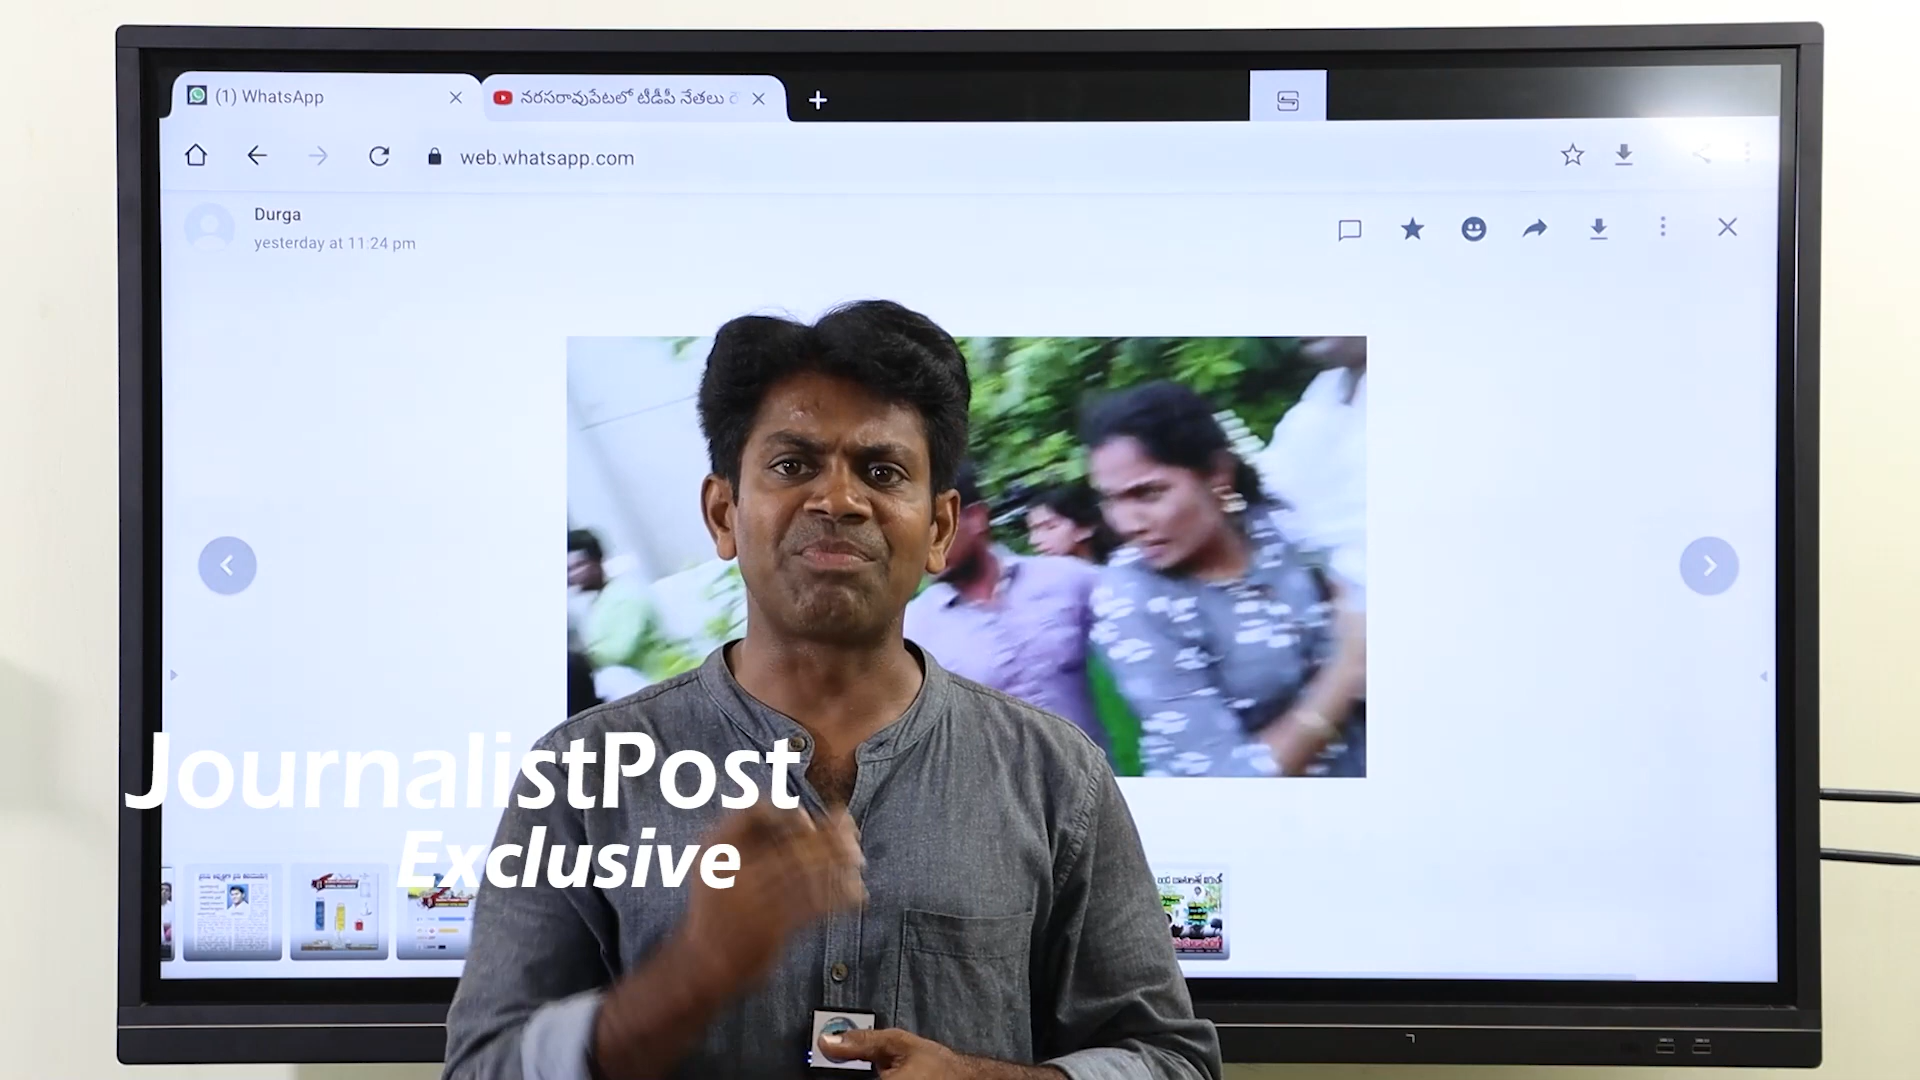 (1) WhatsApp
నరసరావుపేటలో టీడీపీ నేతలు
web.whatsapp.com
Durga
yesterday at 11:24 pm
JournalistPost
Exclusive